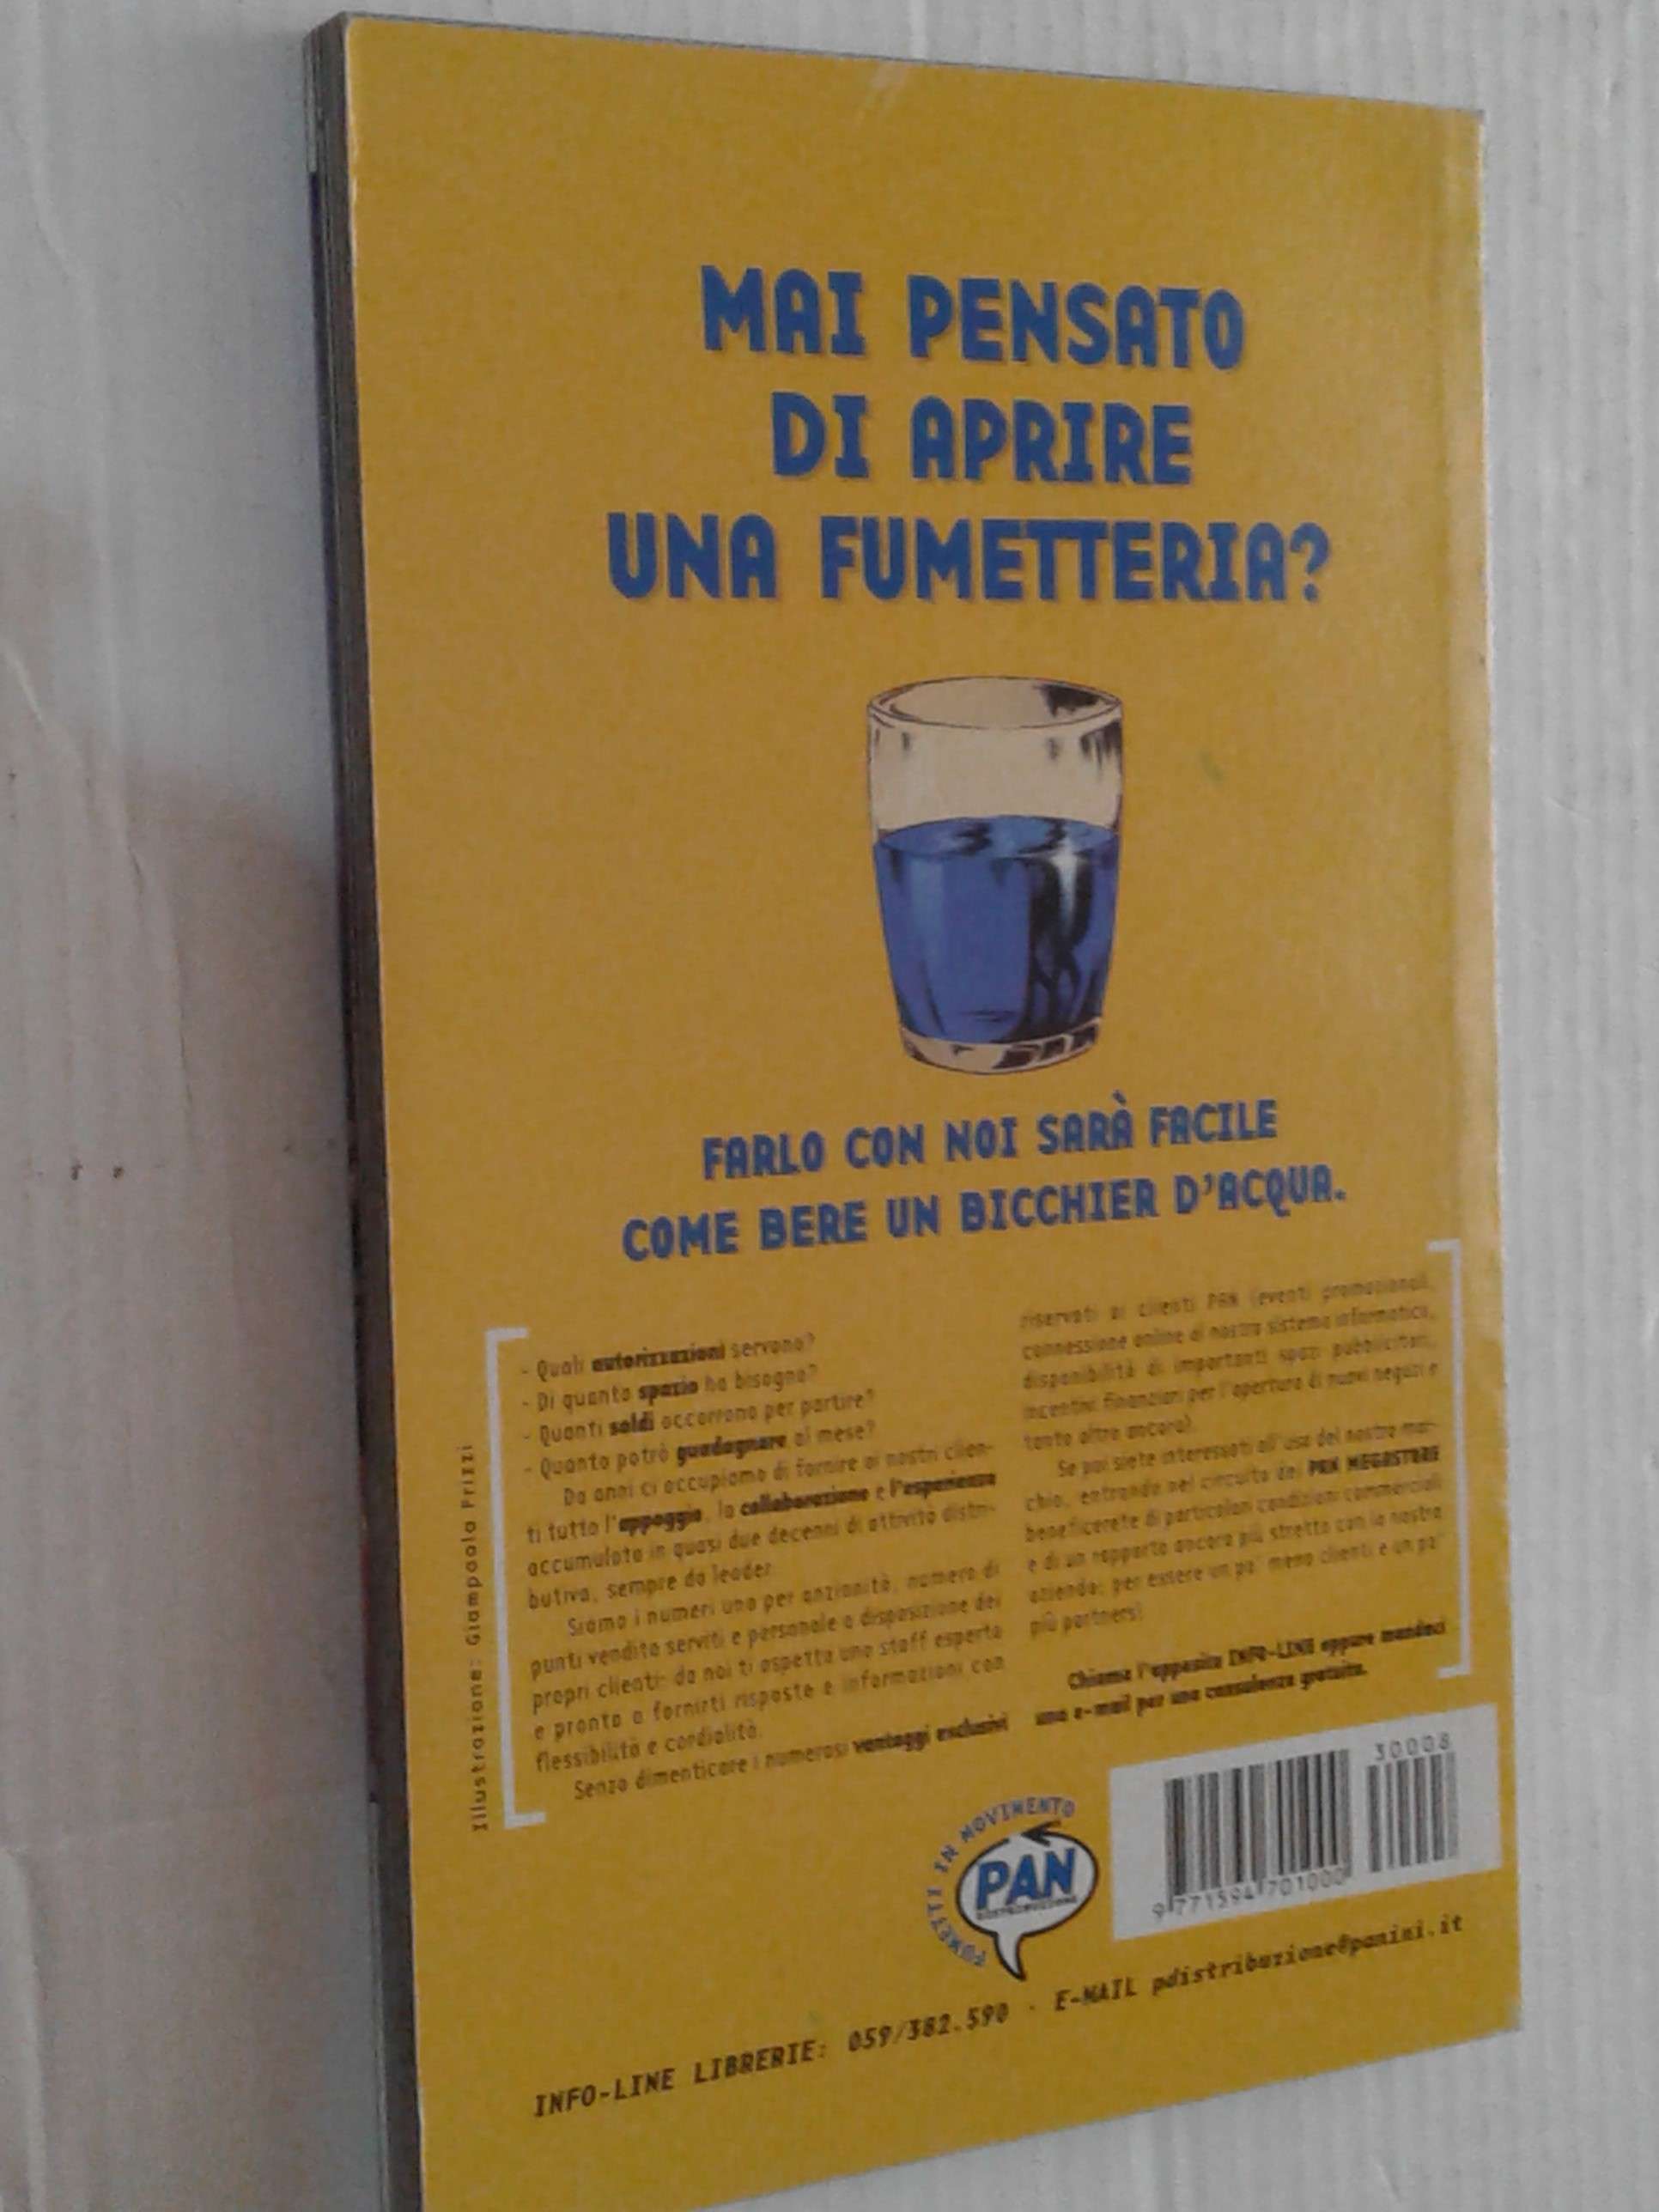 MAI PENSATO
DI APRIRE
UNA FUMETTERIA?
FARLO CON NOI SARÀ FACILE
COME BERE UN BICCHIER D'ACQUA.
Illustrazione: Giampaolo Frizzi
- Quali autorizzazioni servono?
- Di quanto spazio ho bisogno?
- Quanti soldi occorrono per partire?
- Quanto potrò guadagnare al mese?
Da anni ci occupiamo di fornire ai nostri clien-
ti tutto l'appoggio, la collaborazione e l'esperienza
accumulata in quasi due decenni di attività distri-
butiva, sempre da leader.
Siamo i numeri uno per anzianità, numero di
punti vendita serviti e personale a disposizione dei
propri clienti: da noi ti aspetta uno staff esperto
e pronto a fornirti risposte e informazioni con
flessibilità e cordialità.
Senza dimenticare i numerosi vantaggi esclusivi
riservati ai clienti PAN (eventi promozionali,
connessione online al nostro sistema informatico,
disponibilità di importanti spazi pubblicitari,
incentivi finanziari per l'apertura di nuovi negozi e
tanto altro ancora).
Se poi siete interessati all'uso del nostro mar-
chio, entrando nel circuito dei PAN MEGASTORE
beneficerete di particolari condizioni commerciali
e di un rapporto ancora più stretto con la nostra
azienda: per essere un po' meno clienti e un po'
più partners!
Chiama l'apposita INFO-LINE oppure mandaci
una e-mail per una consulenza gratuita.
FUMETTI IN MOVIMENTO
PAN
DISTRIBUZIONE
30008
9 771594 701000
INFO-LINE LIBRERIE: 059/382.590 - E-MAIL pdistribuzione@panini.it